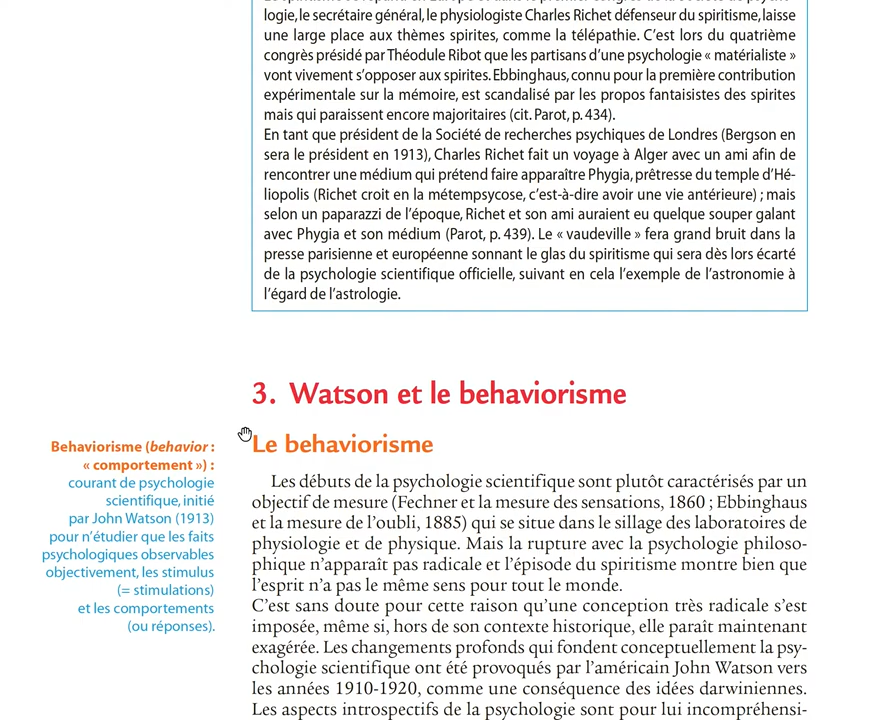 logie, le secrétaire général, le physiologiste Charles Richet défenseur du spiritisme, laisse
une large place aux thèmes spirites, comme la télépathie. C'est lors du quatrième
congrès présidé par Théodule Ribot que les partisans d'une psychologie « matérialiste »
vont vivement s'opposer aux spirites. Ebbinghaus, connu pour la première contribution
expérimentale sur la mémoire, est scandalisé par les propos fantaisistes des spirites
mais qui paraissent encore majoritaires (cit. Parot, p. 434).
En tant que président de la Société de recherches psychiques de Londres (Bergson en
sera le président en 1913), Charles Richet fait un voyage à Alger avec un ami afin de
rencontrer une médium qui prétend faire apparaître Phygia, prêtresse du temple d'Hé-
liopolis (Richet croit en la métempsycose, c'est-à-dire avoir une vie antérieure) ; mais
selon un paparazzi de l'époque, Richet et son ami auraient eu quelque souper galant
avec Phygia et son médium (Parot, p. 439). Le « vaudeville » fera grand bruit dans la
presse parisienne et européenne sonnant le glas du spiritisme qui sera dès lors écarté
de la psychologie scientifique officielle, suivant en cela l'exemple de l'astronomie à
l'égard de l'astrologie.
3. Watson et le behaviorisme
Le behaviorisme
Behaviorisme (behavior :
« comportement ») :
courant de psychologie
scientifique, initié
par John Watson (1913)
pour n'étudier que les faits
psychologiques observables
objectivement, les stimulus
(= stimulations)
et les comportements
(ou réponses).
Les débuts de la psychologie scientifique sont plutôt caractérisés par un
objectif de mesure (Fechner et la mesure des sensations, 1860 ; Ebbinghaus
et la mesure de l'oubli, 1885) qui se situe dans le sillage des laboratoires de
physiologie et de physique. Mais la rupture avec la psychologie philoso-
phique n'apparaît pas radicale et l'épisode du spiritisme montre bien que
l'esprit n'a pas le même sens pour tout le monde.
C'est sans doute pour cette raison qu'une conception très radicale s'est
imposée, même si, hors de son contexte historique, elle paraît maintenant
exagérée. Les changements profonds qui fondent conceptuellement la psy-
chologie scientifique ont été provoqués par l'américain John Watson vers
les années 1910-1920, comme une conséquence des idées darwiniennes.
Les aspects introspectifs de la psychologie sont pour lui incompréhensi-